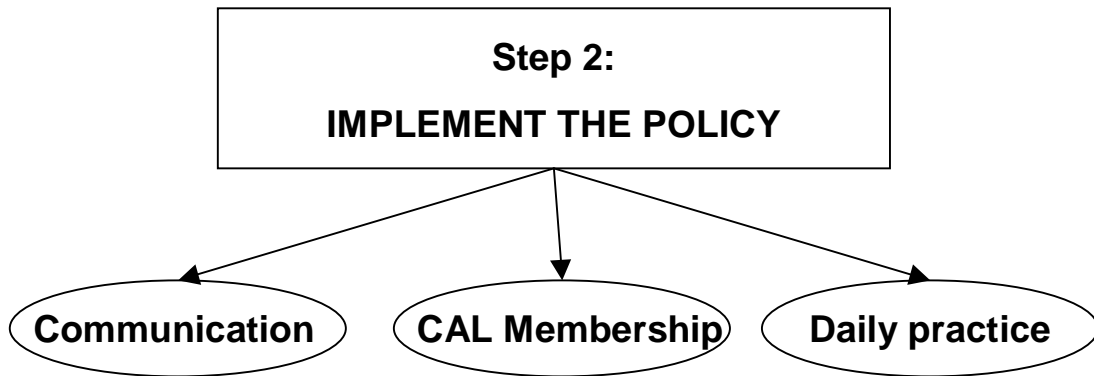 Step 2:
IMPLEMENT THE POLICY
Communication
CAL Membership
Daily practice